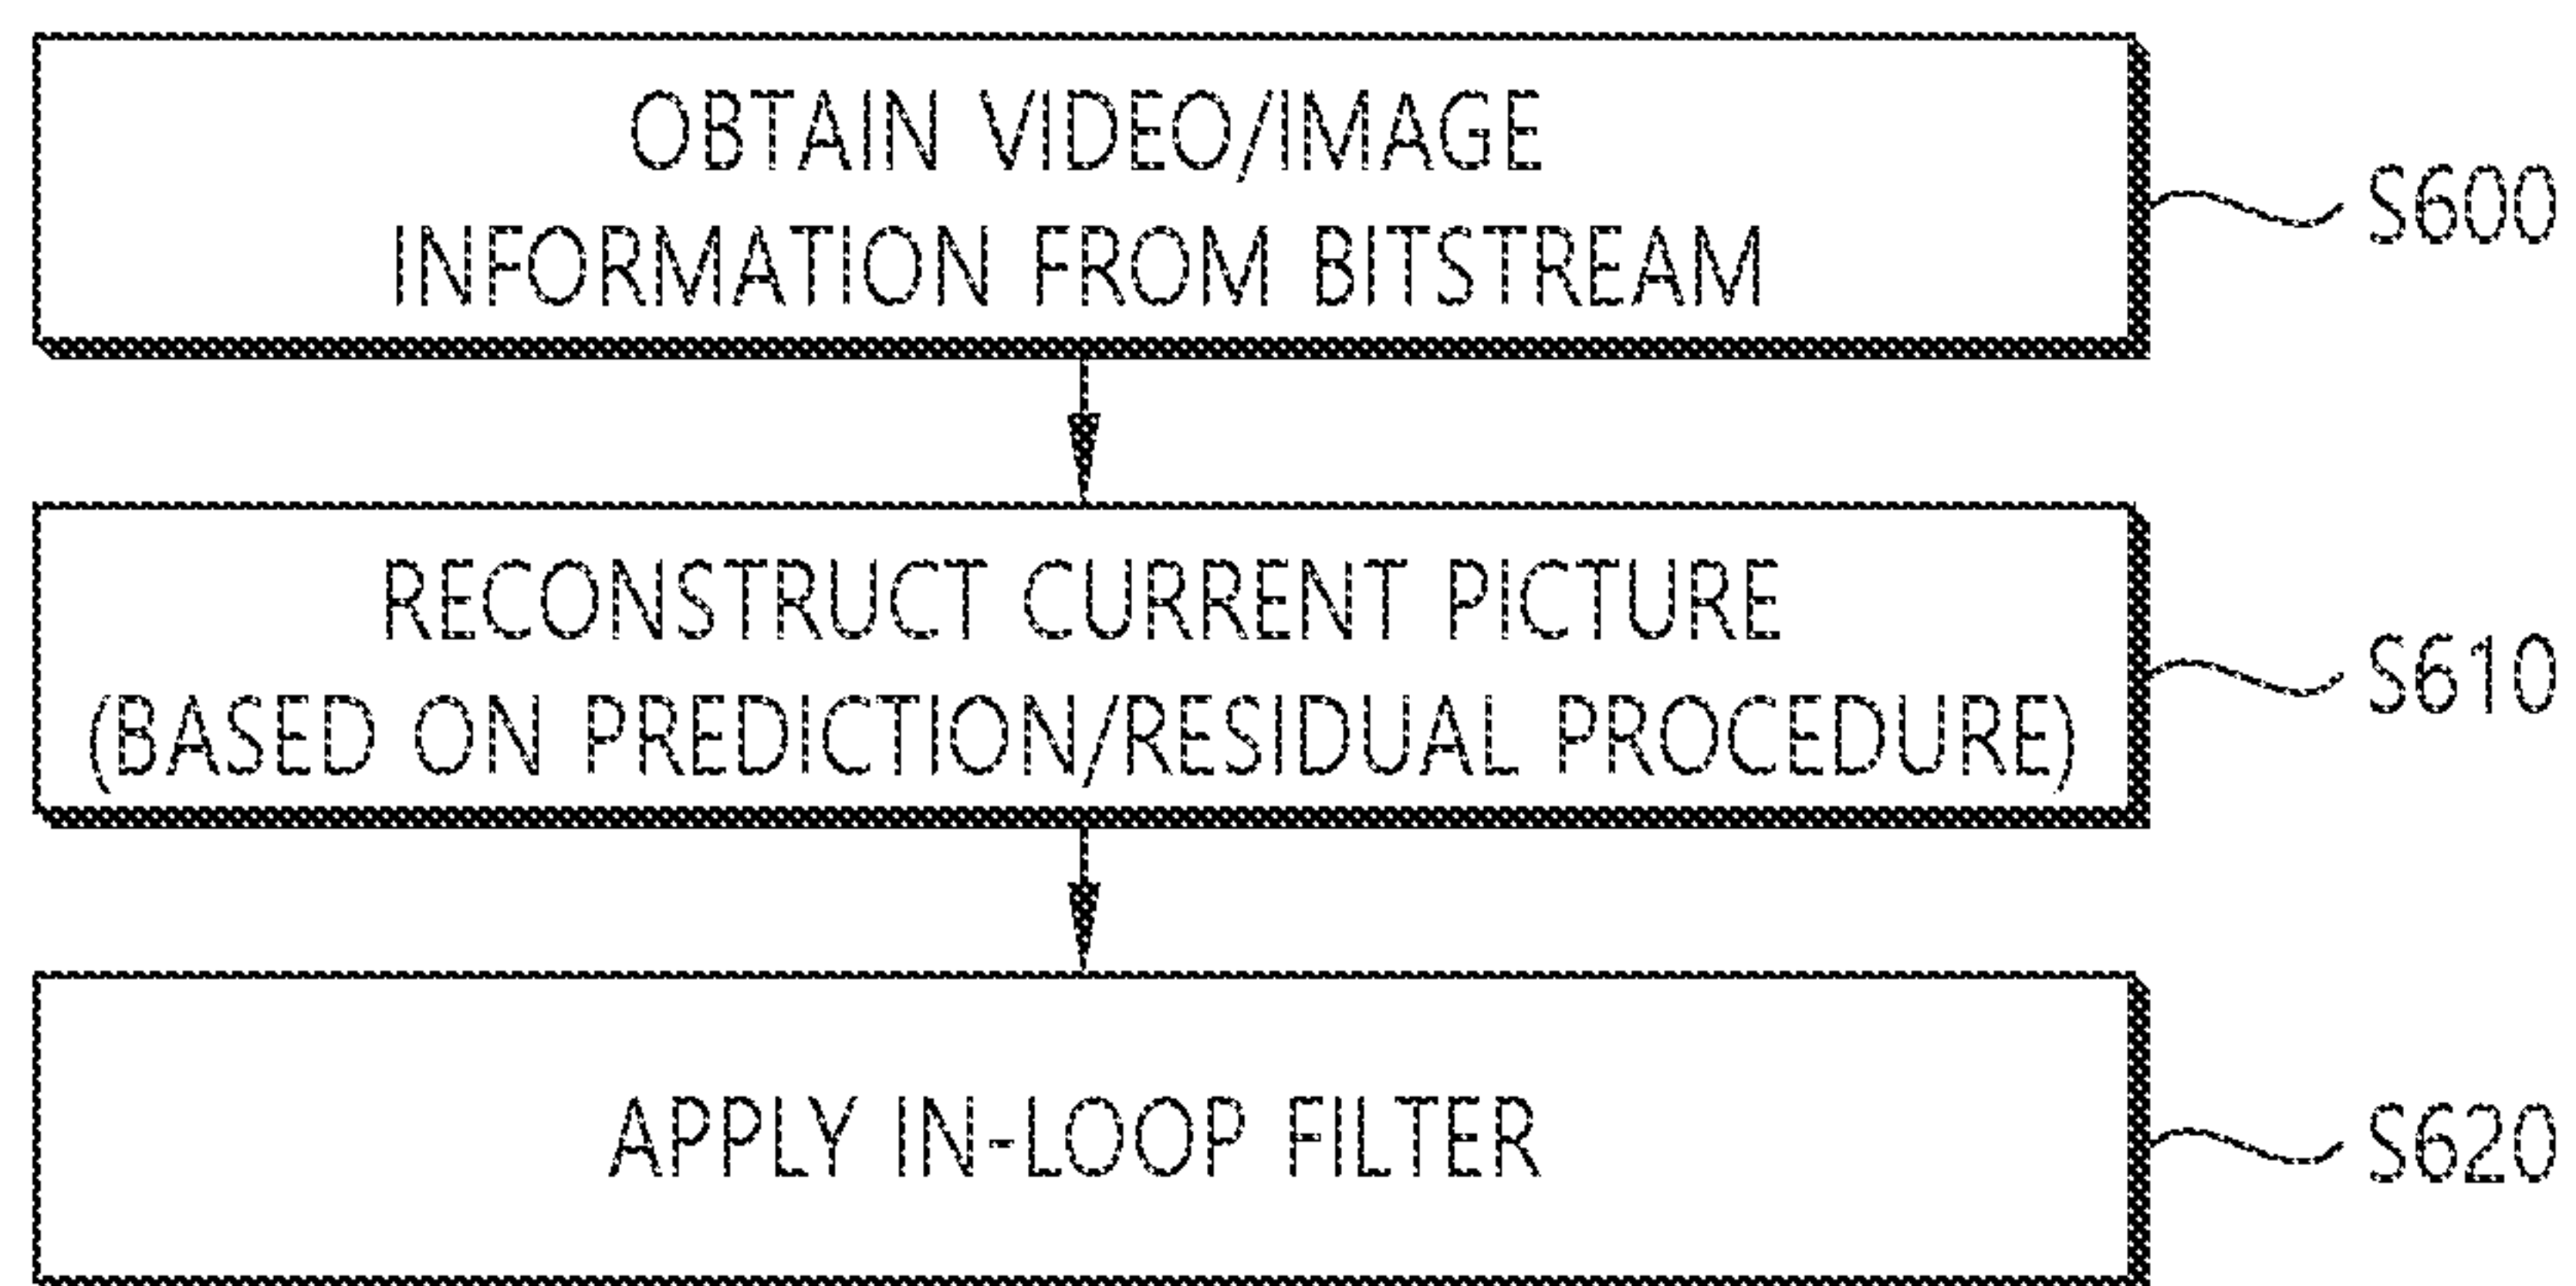 OBTAIN VIDEO/IMAGE
INFORMATION FROM BITSTREAM
S600
RECONSTRUCT CURRENT PICTURE
(BASED ON PREDICTION/RESIDUAL PROCEDURE)
S610
APPLY IN-LOOP FILTER
S620